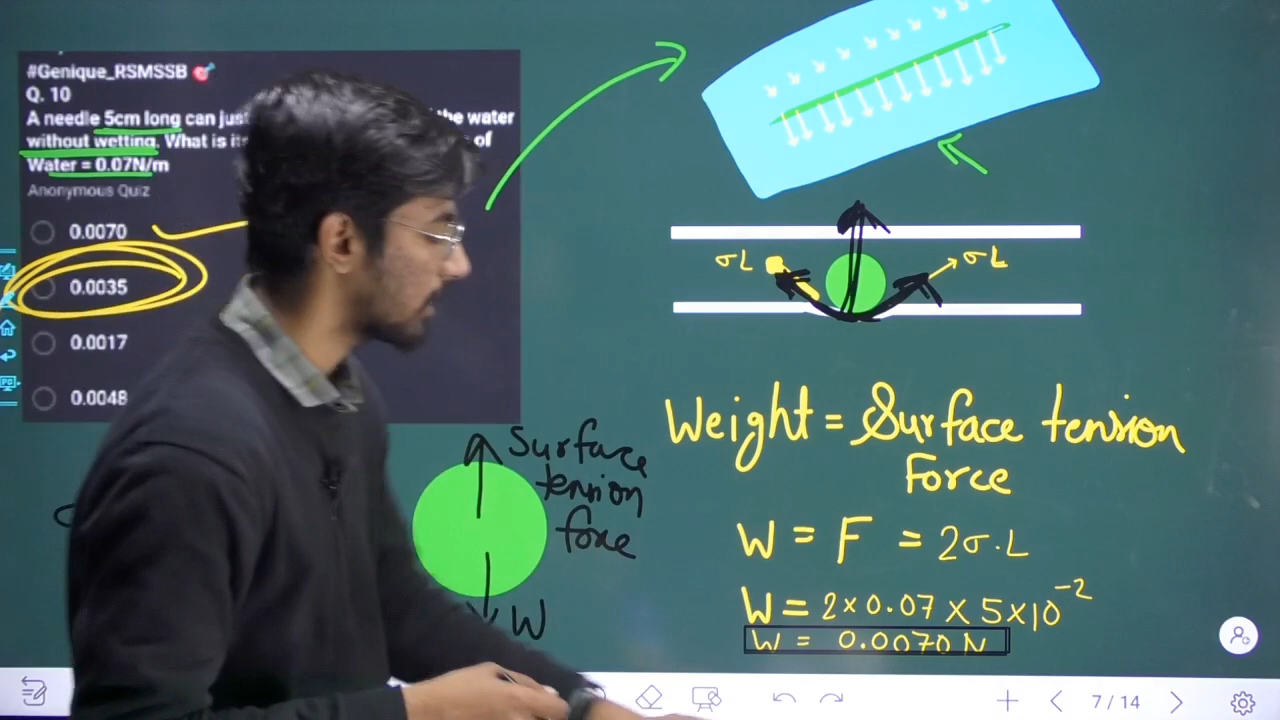 #Genique_RSMSSB
Q. 10
A needle 5cm long can just the water
without wetting. What is its of
Water = 0.07N/m
Anonymous Quiz
0.0070
0.0035
0.0017
0.0048
σL
σL
Weight = Surface tension
Force
W = F = 2σ.L
W = 2×0.07 × 5×10⁻²
W = 0.0070 N
Surface
tension
force
W
7 / 14